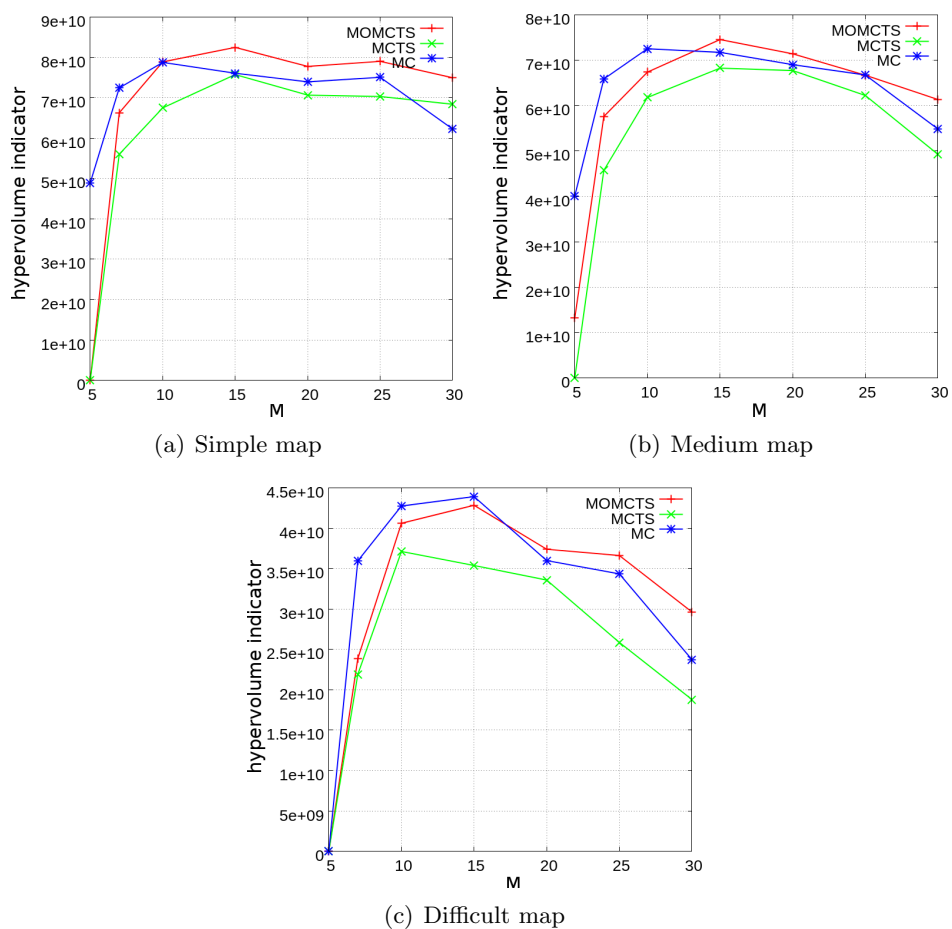 9e+10
8e+10
7e+10
6e+10
5e+10
4e+10
3e+10
2e+10
1e+10
0
5 10 15 20 25 30
hypervolume indicator
M
MOMCTS
MCTS
MC
(a) Simple map
8e+10
7e+10
6e+10
5e+10
4e+10
3e+10
2e+10
1e+10
0
5 10 15 20 25 30
hypervolume indicator
M
MOMCTS
MCTS
MC
(b) Medium map
4.5e+10
4e+10
3.5e+10
3e+10
2.5e+10
2e+10
1.5e+10
1e+10
5e+09
0
5 10 15 20 25 30
hypervolume indicator
M
MOMCTS
MCTS
MC
(c) Difficult map